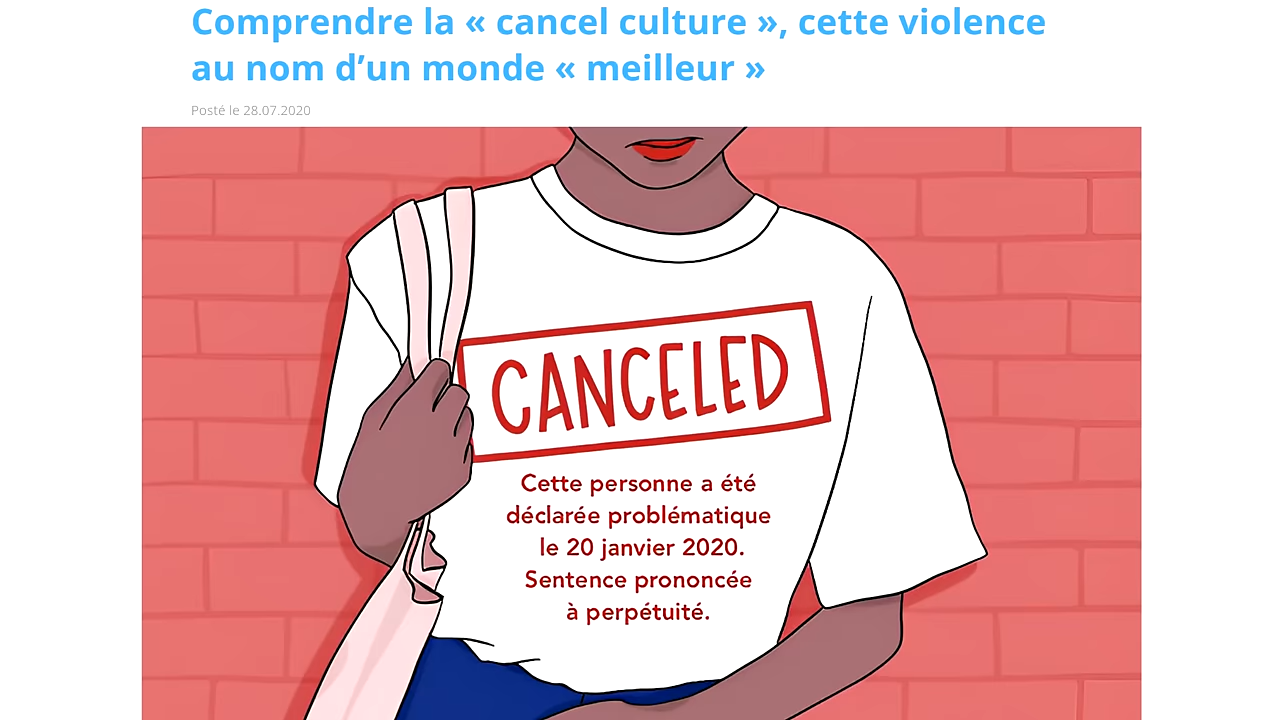 Comprendre la « cancel culture », cette violence
au nom d’un monde « meilleur »
Posté le 28.07.2020
CANCELED
Cette personne a été
déclarée problématique
le 20 janvier 2020.
Sentence prononcée
à perpétuité.